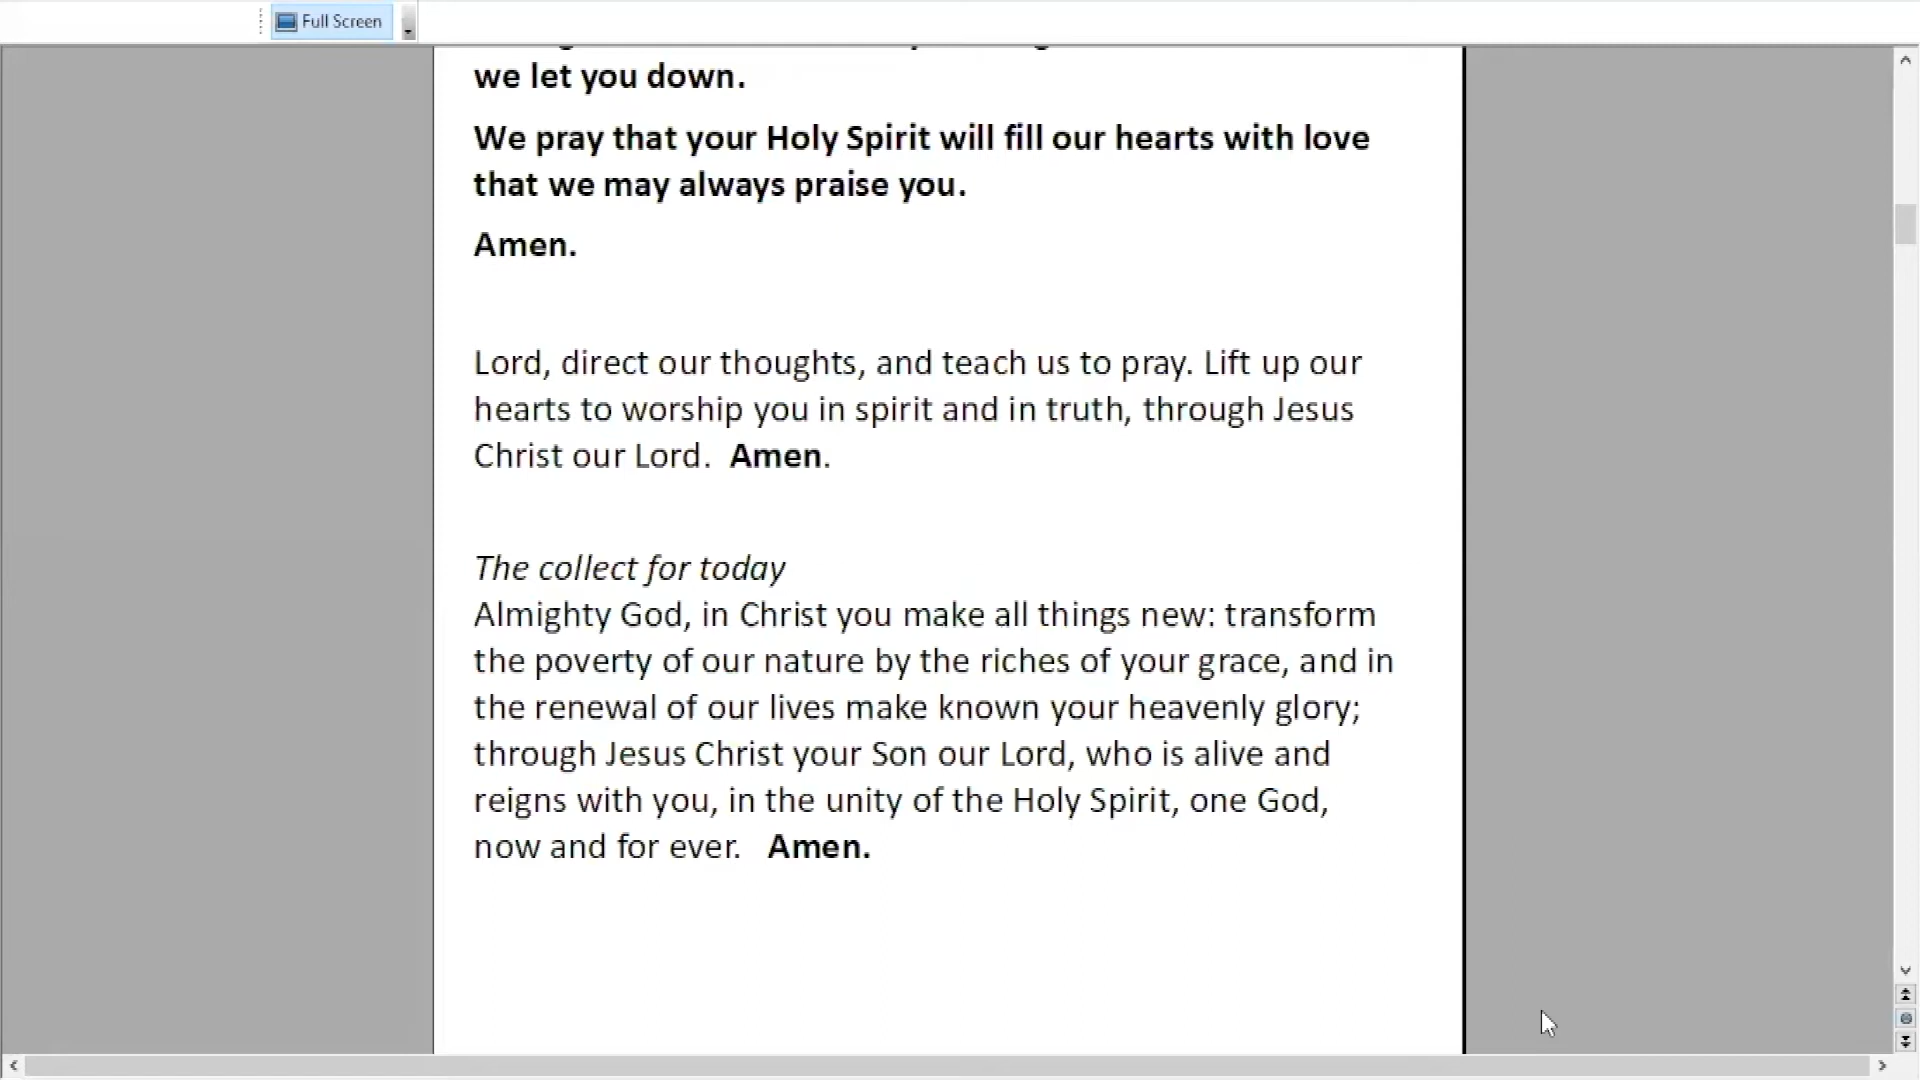 Full Screen
we let you down.
We pray that your Holy Spirit will fill our hearts with love
that we may always praise you.
Amen.
Lord, direct our thoughts, and teach us to pray. Lift up our
hearts to worship you in spirit and in truth, through Jesus
Christ our Lord.  Amen.
The collect for today
Almighty God, in Christ you make all things new: transform
the poverty of our nature by the riches of your grace, and in
the renewal of our lives make known your heavenly glory;
through Jesus Christ your Son our Lord, who is alive and
reigns with you, in the unity of the Holy Spirit, one God,
now and for ever.   Amen.